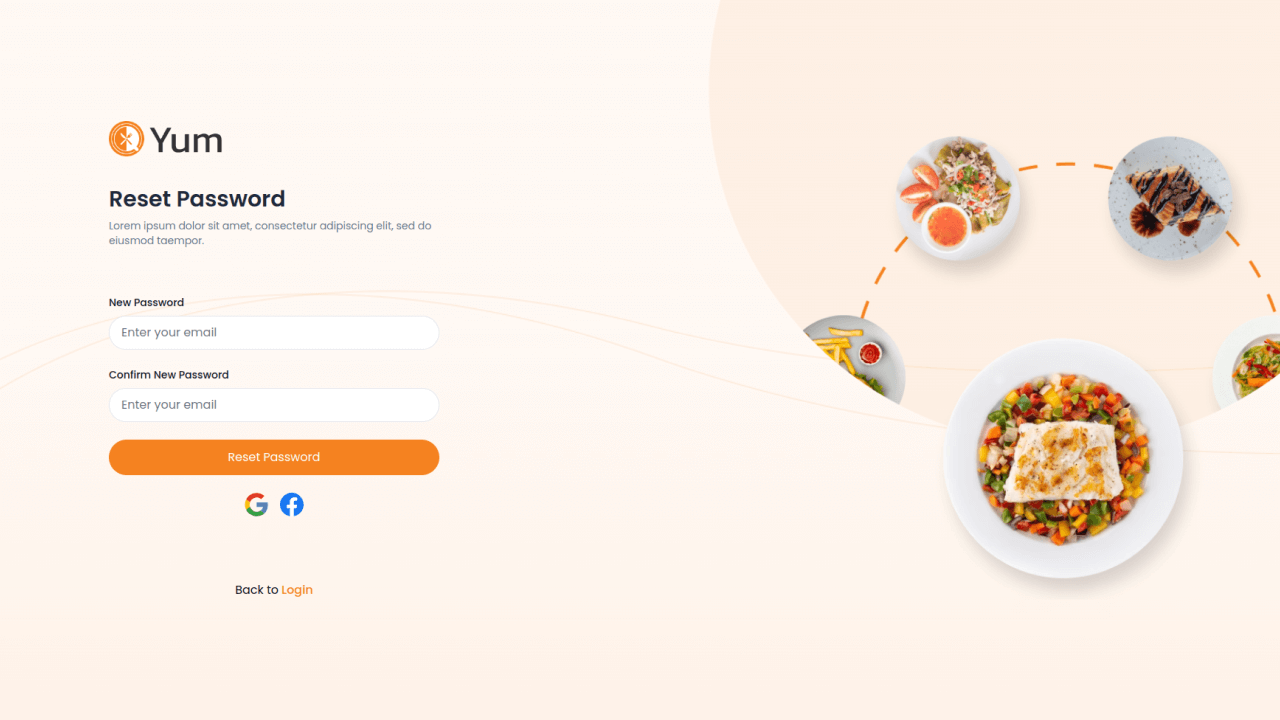 Yum
Reset Password
Lorem ipsum dolor sit amet, consectetur adipiscing elit, sed do
eiusmod taempor.
New Password
Enter your email
Confirm New Password
Enter your email
Reset Password
Back to Login